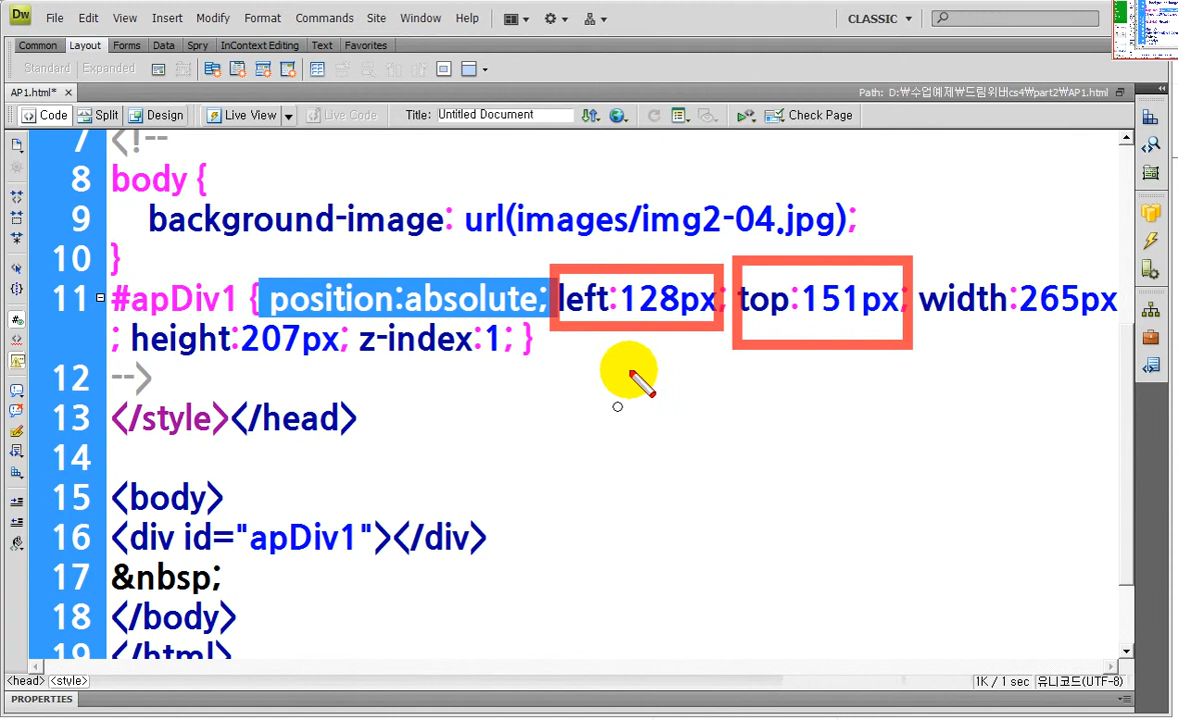 Dw File Edit View Insert Modify Format Commands Site Window Help CLASSIC
Common Layout Forms Data Spry InContext Editing Text Favorites
Standard Expanded
AP1.html* × Path: D:₩수업예제₩드림위버cs4₩part2₩AP1.html
Code Split Design Live View Live Code Title: Untitled Document Check Page
7 <!--
8 body {
9 background-image: url(images/img2-04.jpg);
10 }
11 #apDiv1 { position:absolute; left:128px; top:151px; width:265px
; height:207px; z-index:1; }
12 -->
13 </style></head>
14
15 <body>
16 <div id="apDiv1"></div>
17 &nbsp;
18 </body>
19 </html>
<head> <style> 1K / 1 sec 유니코드(UTF-8)
PROPERTIES